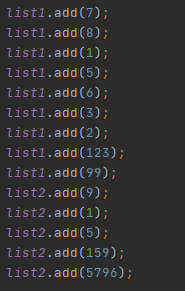 list1.add(7);
list1.add(8);
list1.add(1);
list1.add(5);
list1.add(6);
list1.add(3);
list1.add(2);
list1.add(123);
list1.add(99);
list2.add(9);
list2.add(1);
list2.add(5);
list2.add(159);
list2.add(5796);